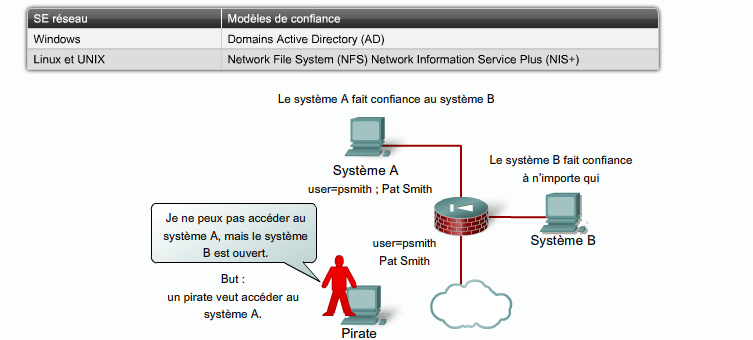 SE réseau Modèles de confiance
Windows Domains Active Directory (AD)
Linux et UNIX Network File System (NFS) Network Information Service Plus (NIS+)
Le système A fait confiance au système B
Système A
user=psmith ; Pat Smith
Le système B fait confiance
à n'importe qui
Système B
Je ne peux pas accéder au
système A, mais le système
B est ouvert.
user=psmith
Pat Smith
But :
un pirate veut accéder au
système A.
Pirate